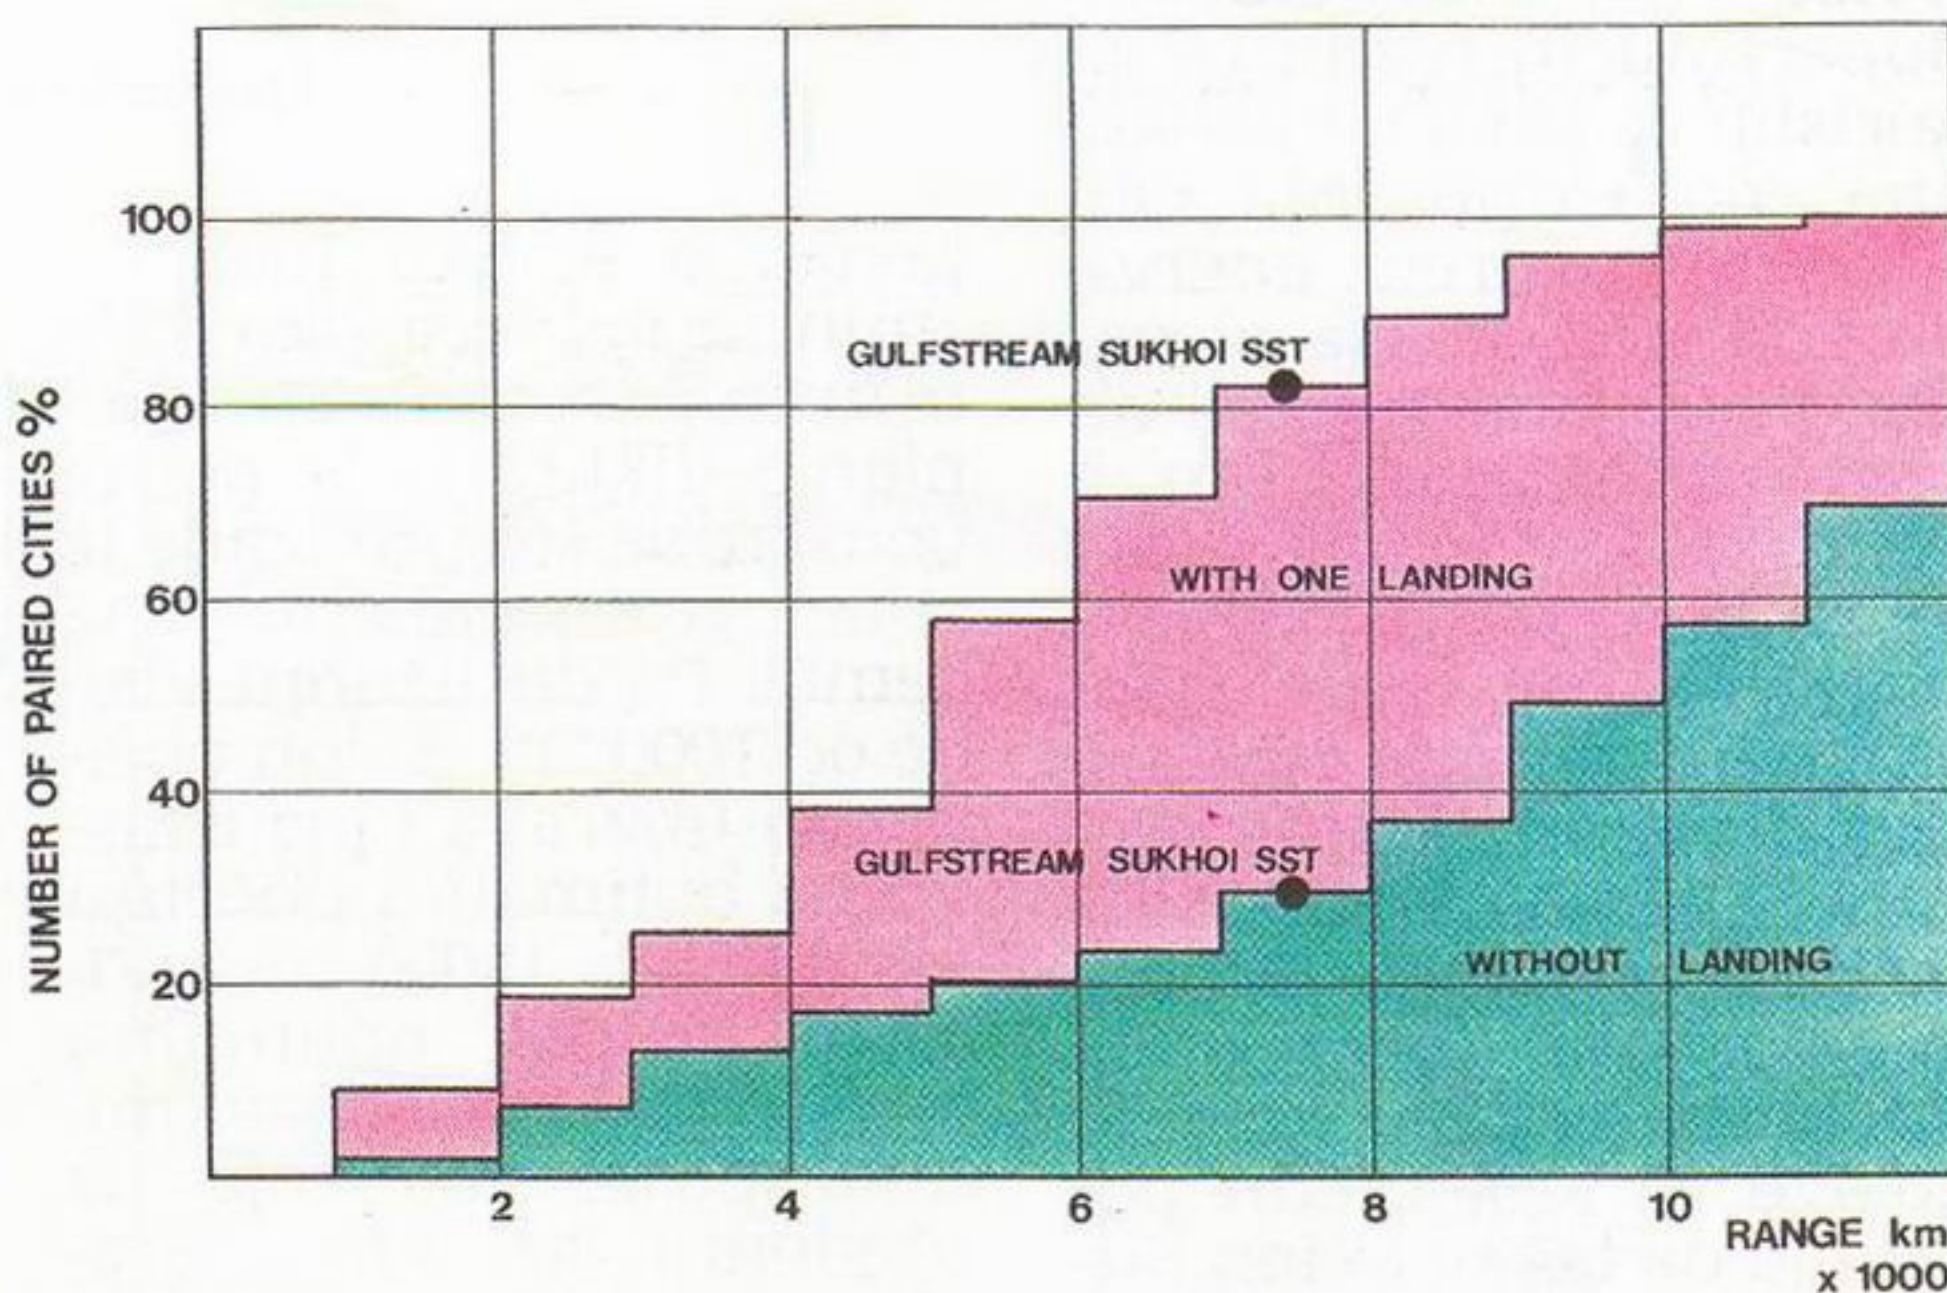 100
GULFSTREAM SUKHOI SST
80
NUMBER OF PAIRED CITIES %
WITH ONE LANDING
60
40
GULFSTREAM SUKHOI SST
WITHOUT LANDING
20
2 4 6 8 10
RANGE km
x 1000